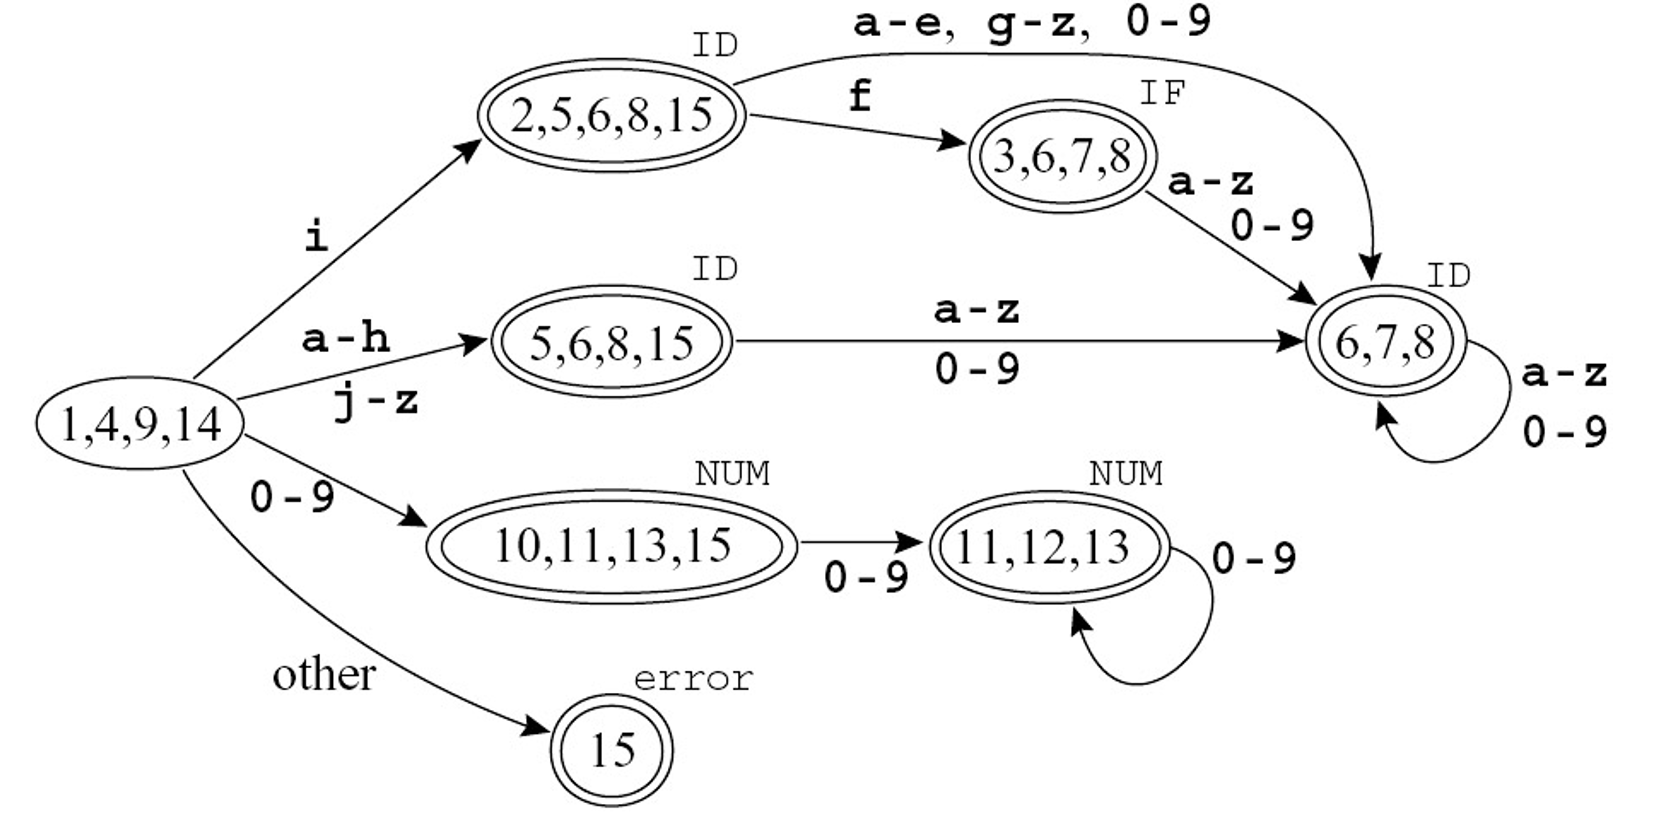 a-e, g-z, 0-9
ID
2,5,6,8,15
f
IF
3,6,7,8
a-z
0-9
i
ID
5,6,8,15
a-z
0-9
ID
6,7,8
a-z
0-9
a-h
j-z
1,4,9,14
0-9
NUM
10,11,13,15
0-9
NUM
11,12,13
0-9
other
error
15